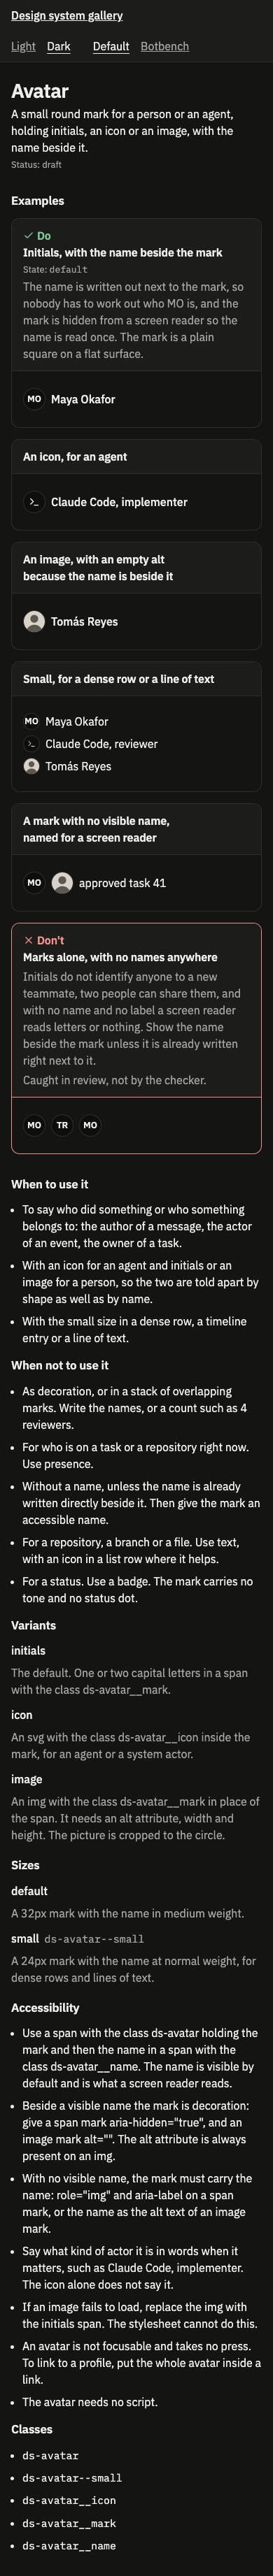 Design system gallery
Light Dark Default Botbench
Avatar
A small round mark for a person or an agent,
holding initials, an icon or an image, with the
name beside it.
Status: draft
Examples
Do
Initials, with the name beside the mark
State: default
The name is written out next to the mark, so
nobody has to work out who MO is, and the
mark is hidden from a screen reader so the
name is read once. The mark is a plain
square on a flat surface.
MO Maya Okafor
An icon, for an agent
Claude Code, implementer
An image, with an empty alt
because the name is beside it
Tomás Reyes
Small, for a dense row or a line of text
MO Maya Okafor
Claude Code, reviewer
Tomás Reyes
A mark with no visible name,
named for a screen reader
MO approved task 41
Don't
Marks alone, with no names anywhere
Initials do not identify anyone to a new
teammate, two people can share them, and
with no name and no label a screen reader
reads letters or nothing. Show the name
beside the mark unless it is already written
right next to it.
Caught in review, not by the checker.
MO TR MO
When to use it
• To say who did something or who something
belongs to: the author of a message, the actor
of an event, the owner of a task.
• With an icon for an agent and initials or an
image for a person, so the two are told apart by
shape as well as by name.
• With the small size in a dense row, a timeline
entry or a line of text.
When not to use it
• As decoration, or in a stack of overlapping
marks. Write the names, or a count such as 4
reviewers.
• For who is on a task or a repository right now.
Use presence.
• Without a name, unless the name is already
written directly beside it. Then give the mark an
accessible name.
• For a repository, a branch or a file. Use text,
with an icon in a list row where it helps.
• For a status. Use a badge. The mark carries no
tone and no status dot.
Variants
initials
The default. One or two capital letters in a span
with the class ds-avatar__mark.
icon
An svg with the class ds-avatar__icon inside the
mark, for an agent or a system actor.
image
An img with the class ds-avatar__mark in place of
the span. It needs an alt attribute, width and
height. The picture is cropped to the circle.
Sizes
default
A 32px mark with the name in medium weight.
small ds-avatar--small
A 24px mark with the name at normal weight, for
dense rows and lines of text.
Accessibility
• Use a span with the class ds-avatar holding the
mark and then the name in a span with the
class ds-avatar__name. The name is visible by
default and is what a screen reader reads.
• Beside a visible name the mark is decoration:
give a span mark aria-hidden="true", and an
image mark alt="". The alt attribute is always
present on an img.
• With no visible name, the mark must carry the
name: role="img" and aria-label on a span
mark, or the name as the alt text of an image
mark.
• Say what kind of actor it is in words when it
matters, such as Claude Code, implementer.
The icon alone does not say it.
• If an image fails to load, replace the img with
the initials span. The stylesheet cannot do this.
• An avatar is not focusable and takes no press.
To link to a profile, put the whole avatar inside a
link.
• The avatar needs no script.
Classes
• ds-avatar
• ds-avatar--small
• ds-avatar__icon
• ds-avatar__mark
• ds-avatar__name